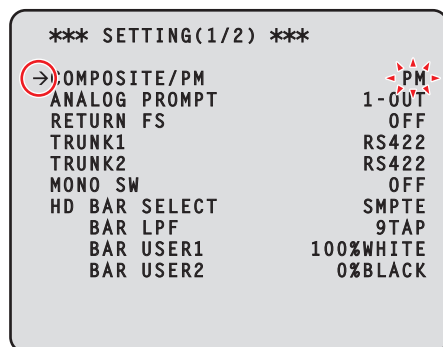 *** SETTING(1/2) ***
→COMPOSITE/PM PM
ANALOG PROMPT 1-OUT
RETURN FS OFF
TRUNK1 RS422
TRUNK2 RS422
MONO SW OFF
HD BAR SELECT SMPTE
BAR LPF 9TAP
BAR USER1 100%WHITE
BAR USER2 0%BLACK